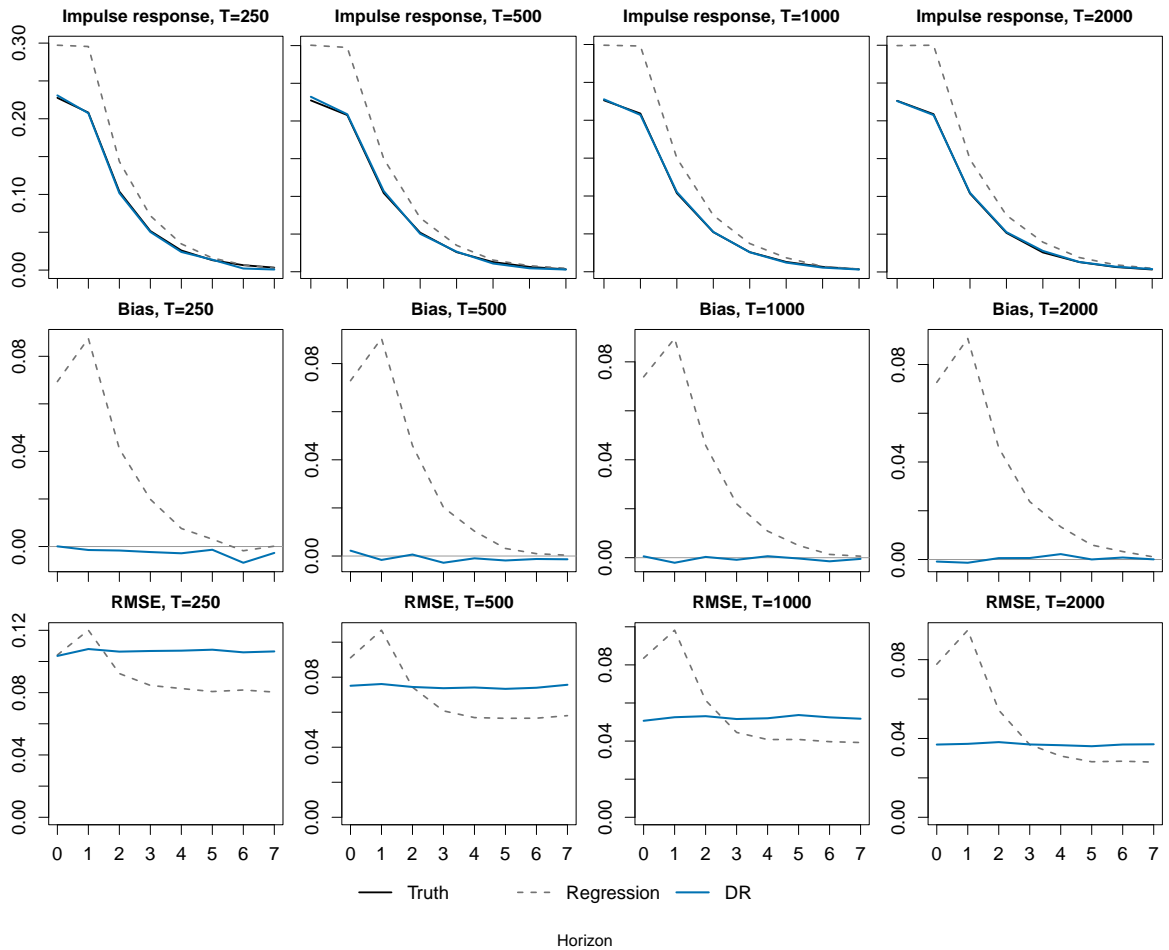 Impulse response, T=250 Impulse response, T=500 Impulse response, T=1000 Impulse response, T=2000
0.30
0.20
0.10
0.00
Bias, T=250 Bias, T=500 Bias, T=1000 Bias, T=2000
0.08 0.08 0.08 0.08
0.04 0.04 0.04 0.04
0.00 0.00 0.00 0.00
RMSE, T=250 RMSE, T=500 RMSE, T=1000 RMSE, T=2000
0.12
0.08 0.08 0.08 0.08
0.04 0.04 0.04 0.04
0.00 0.00 0.00 0.00
0 1 2 3 4 5 6 7 0 1 2 3 4 5 6 7 0 1 2 3 4 5 6 7 0 1 2 3 4 5 6 7
Truth Regression DR
Horizon